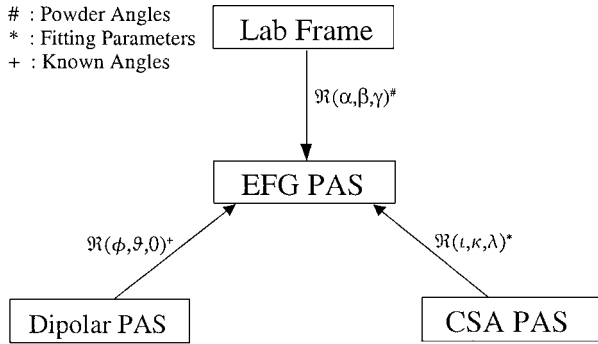 # : Powder Angles
* : Fitting Parameters
+ : Known Angles
Lab Frame
ℜ(α,β,γ)#
EFG PAS
ℜ(ϕ,ϑ,0)+
ℜ(ι,κ,λ)*
Dipolar PAS
CSA PAS